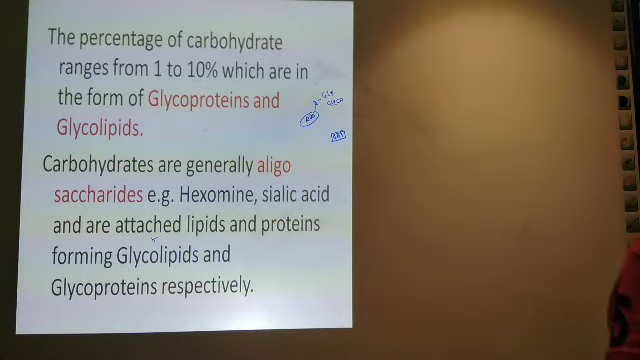 The percentage of carbohydrate
ranges from 1 to 10% which are in
the form of Glycoproteins and
Glycolipids.
Carbohydrates are generally aligo
saccharides e.g. Hexomine, sialic acid
and are attached lipids and proteins
forming Glycolipids and
Glycoproteins respectively.